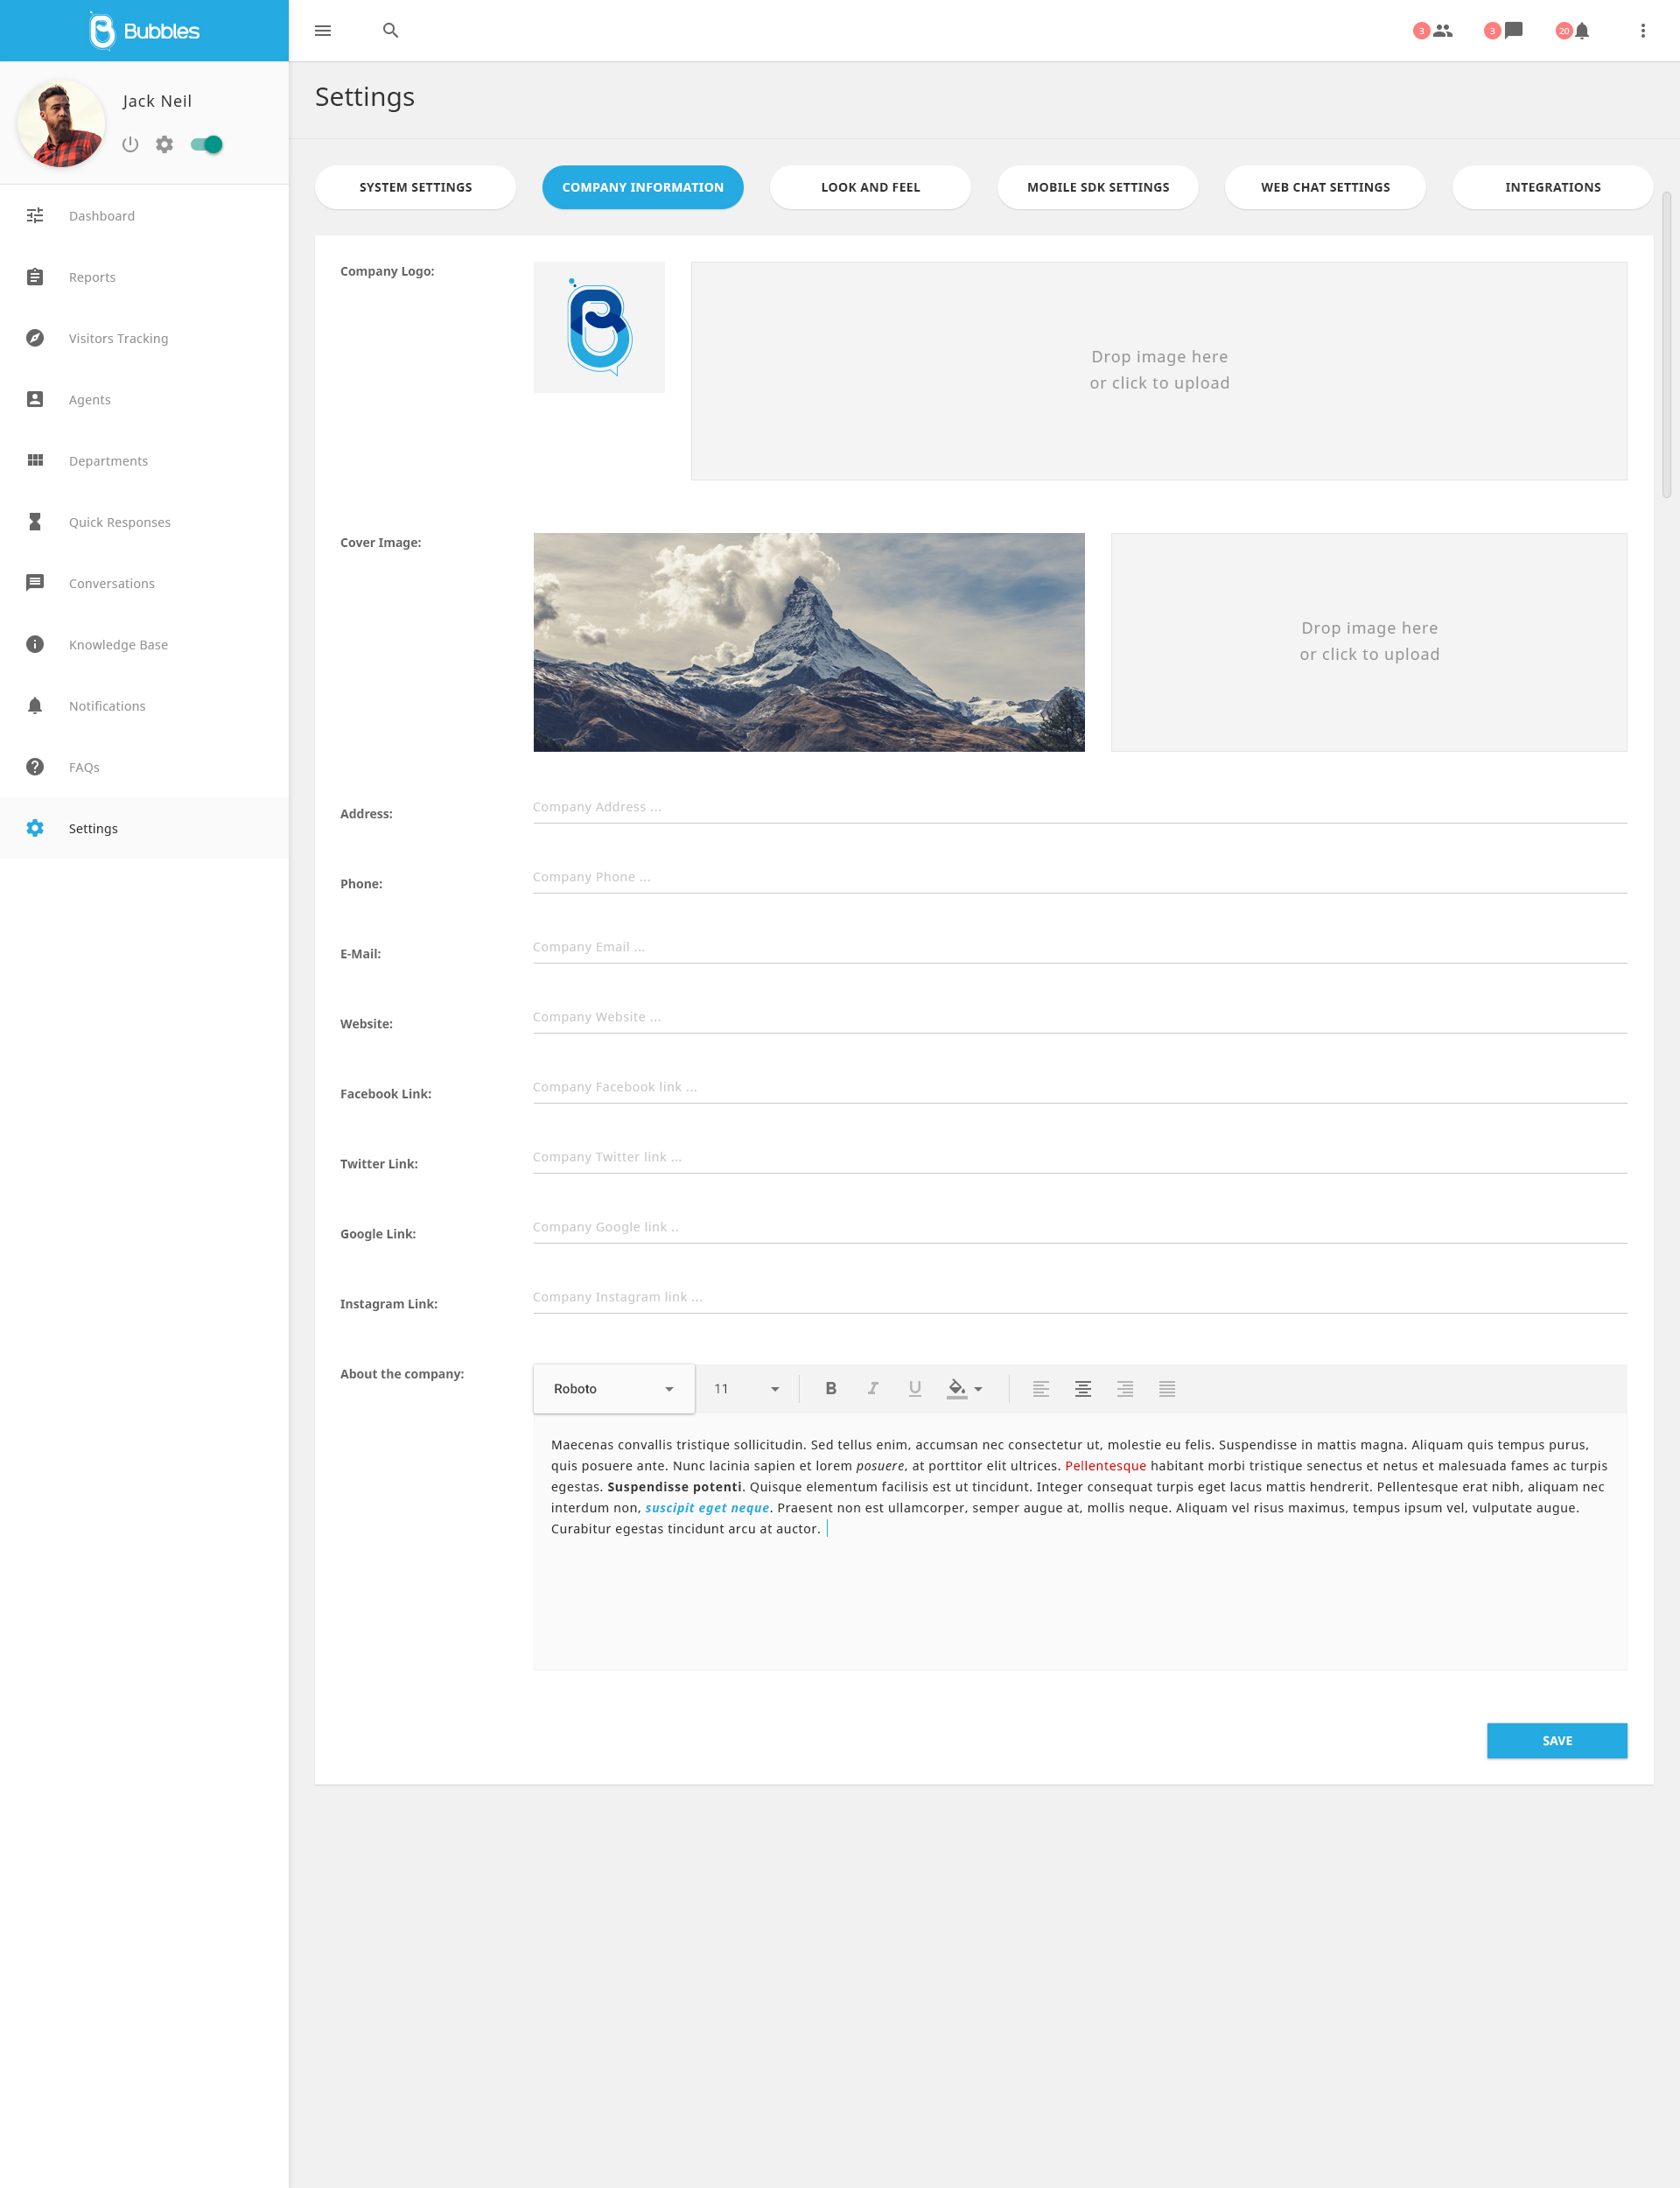 Bubbles
3
3
20
Jack Neil
Settings
SYSTEM SETTINGS
COMPANY INFORMATION
LOOK AND FEEL
MOBILE SDK SETTINGS
WEB CHAT SETTINGS
INTEGRATIONS
Dashboard
Reports
Visitors Tracking
Agents
Departments
Quick Responses
Conversations
Knowledge Base
Notifications
FAQs
Settings
Company Logo:
Drop image here
or click to upload
Cover Image:
Drop image here
or click to upload
Address:
Company Address ...
Phone:
Company Phone ...
E-Mail:
Company Email ...
Website:
Company Website ...
Facebook Link:
Company Facebook link ...
Twitter Link:
Company Twitter link ...
Google Link:
Company Google link ..
Instagram Link:
Company Instagram link ...
About the company:
Roboto
11
B I U
Maecenas convallis tristique sollicitudin. Sed tellus enim, accumsan nec consectetur ut, molestie eu felis. Suspendisse in mattis magna. Aliquam quis tempus purus,
quis posuere ante. Nunc lacinia sapien et lorem posuere, at porttitor elit ultrices. Pellentesque habitant morbi tristique senectus et netus et malesuada fames ac turpis
egestas. Suspendisse potenti. Quisque elementum facilisis est ut tincidunt. Integer consequat turpis eget lacus mattis hendrerit. Pellentesque erat nibh, aliquam nec
interdum non, suscipit eget neque. Praesent non est ullamcorper, semper augue at, mollis neque. Aliquam vel risus maximus, tempus ipsum vel, vulputate augue.
Curabitur egestas tincidunt arcu at auctor.
SAVE